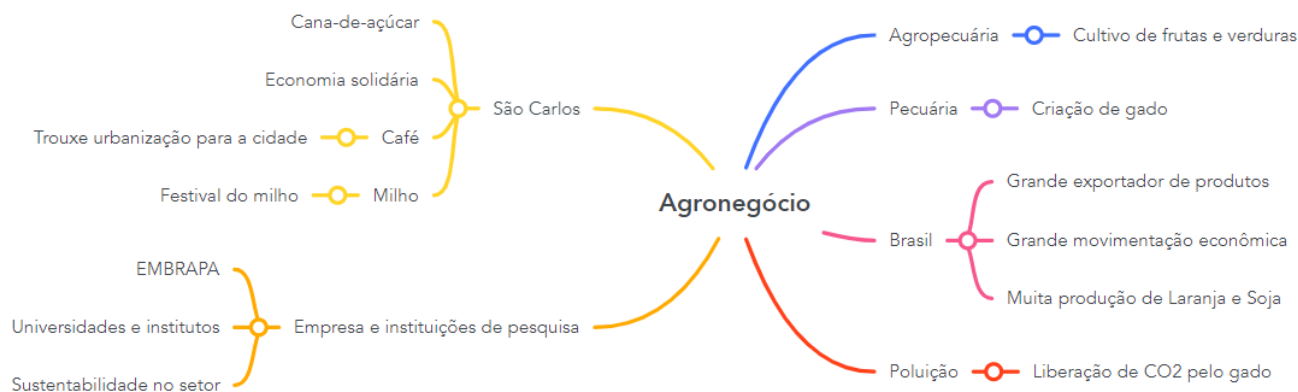 Agronegócio
São Carlos
Cana-de-açúcar
Economia solidária
Café
Trouxe urbanização para a cidade
Milho
Festival do milho
Empresa e instituições de pesquisa
EMBRAPA
Universidades e institutos
Sustentabilidade no setor
Agropecuária
Cultivo de frutas e verduras
Pecuária
Criação de gado
Brasil
Grande exportador de produtos
Grande movimentação econômica
Muita produção de Laranja e Soja
Poluição
Liberação de CO2 pelo gado